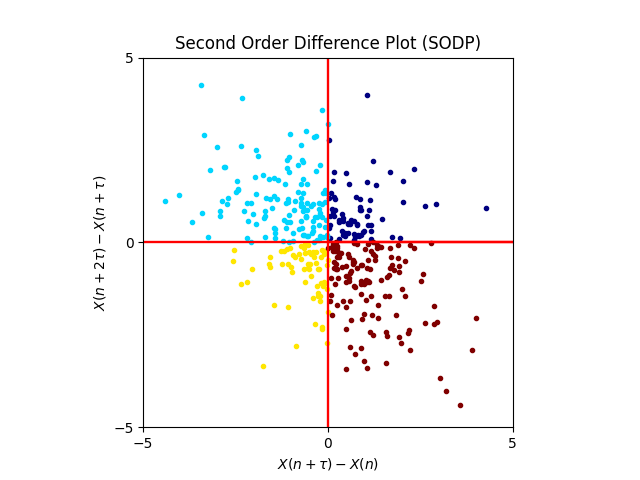 Second Order Difference Plot (SODP)
5
0
−5
−5
0
5
X(n + 2τ) − X(n + τ)
X(n + τ) − X(n)